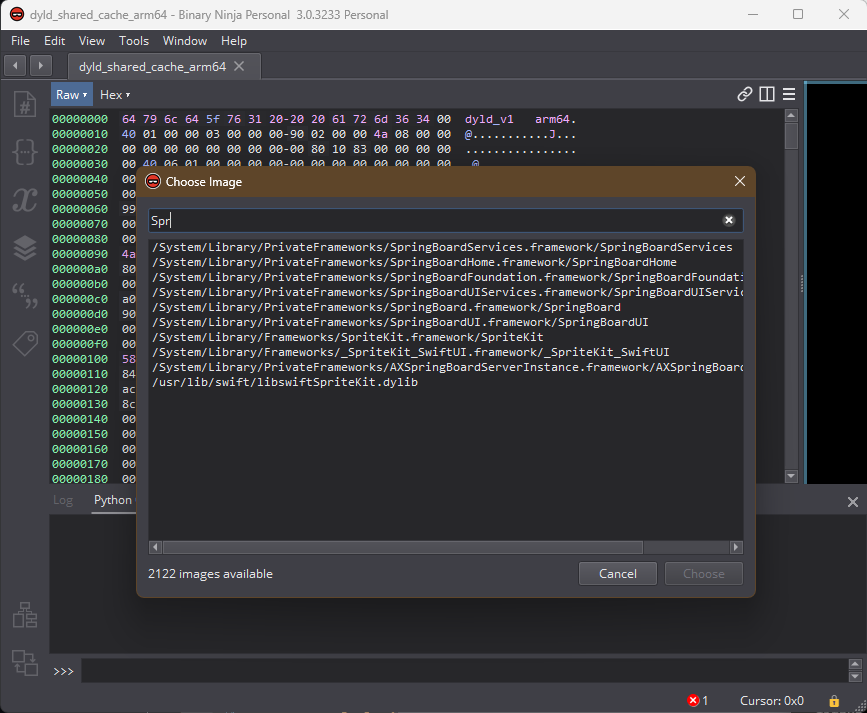 dyld_shared_cache_arm64 - Binary Ninja Personal 3.0.3233 Personal
File Edit View Tools Window Help
dyld_shared_cache_arm64
Raw Hex
00000000 64 79 6c 64 5f 76 31 20-20 20 61 72 6d 36 34 00 dyld_v1 arm64.
00000010 40 01 00 00 03 00 00 00-90 02 00 00 4a 08 00 00 @...........J...
00000020 00 00 00 00 00 00 00 00-00 80 10 83 00 00 00 00 ................
00000030 00 40 06 01 00 00 00 00-00 00 00 00 00 00 00 00 .@
00000040 00
00000050 00
00000060 99
00000070 00
00000080 00
00000090 4a
000000a0 80
000000b0 00
000000c0 a0
000000d0 90
000000e0 00
000000f0 00
00000100 58
00000110 84
00000120 ac
00000130 8c
00000140 00
00000150 00
00000160 00
00000170 00
00000180 00
Choose Image
Spr
/System/Library/PrivateFrameworks/SpringBoardServices.framework/SpringBoardServices
/System/Library/PrivateFrameworks/SpringBoardHome.framework/SpringBoardHome
/System/Library/PrivateFrameworks/SpringBoardFoundation.framework/SpringBoardFoundati
/System/Library/PrivateFrameworks/SpringBoardUIServices.framework/SpringBoardUIServic
/System/Library/PrivateFrameworks/SpringBoard.framework/SpringBoard
/System/Library/PrivateFrameworks/SpringBoardUI.framework/SpringBoardUI
/System/Library/Frameworks/SpriteKit.framework/SpriteKit
/System/Library/Frameworks/_SpriteKit_SwiftUI.framework/_SpriteKit_SwiftUI
/System/Library/PrivateFrameworks/AXSpringBoardServerInstance.framework/AXSpringBoard
/usr/lib/swift/libswiftSpriteKit.dylib
2122 images available
Cancel Choose
Log Python
>>>
1 Cursor: 0x0